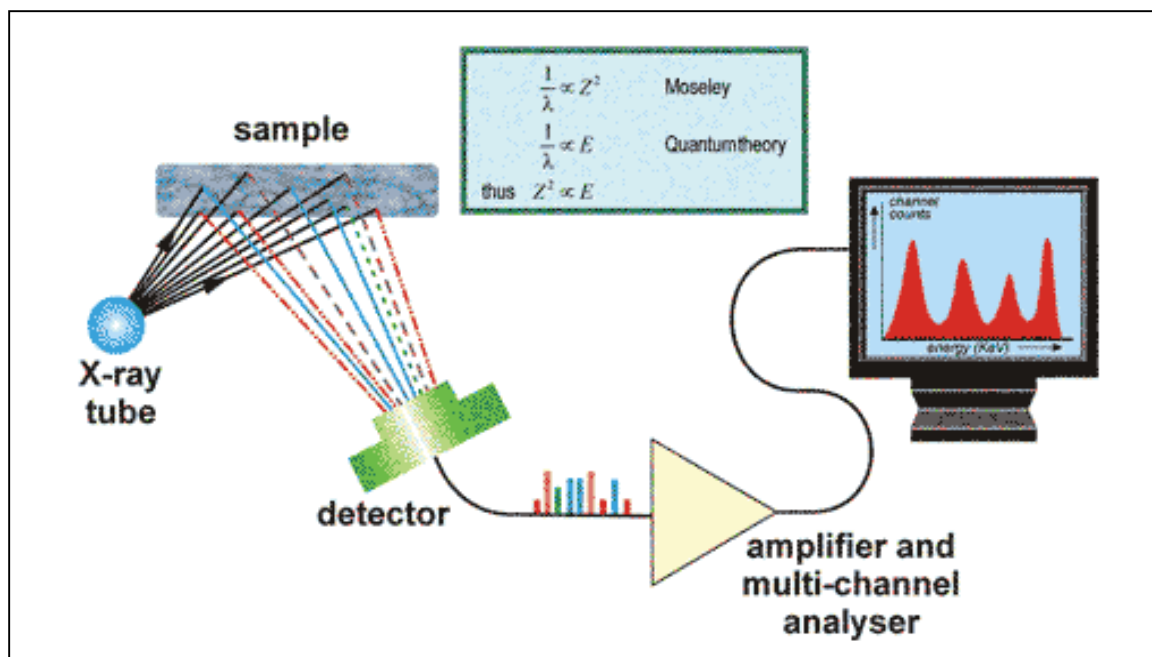 1/λ ∝ Z² Moseley
1/λ ∝ E Quantumtheory
thus Z² ∝ E
sample
channel
counts
energy (KeV)
X-ray
tube
detector
amplifier and
multi-channel
analyser